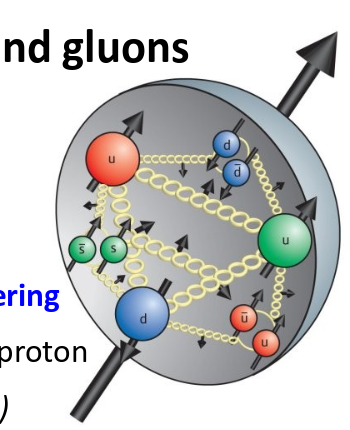 nd gluons
d
d̄
u
u
s̄ s
d
ū
u
ering
proton
)